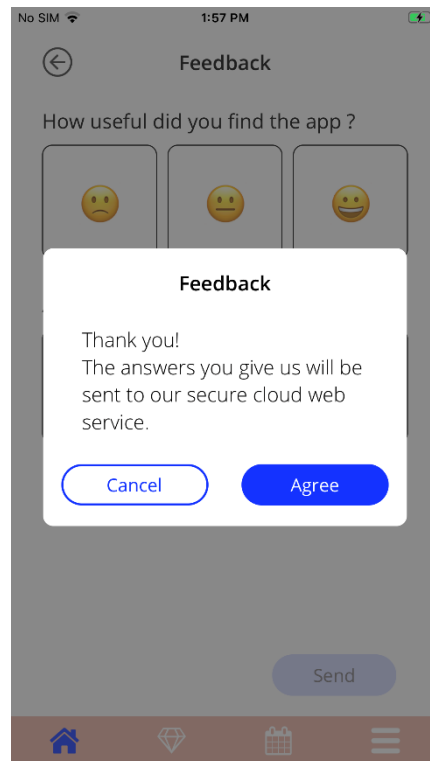 No SIM 1:57 PM
Feedback
How useful did you find the app ?
Feedback
Thank you!
The answers you give us will be
sent to our secure cloud web
service.
Cancel Agree
Send